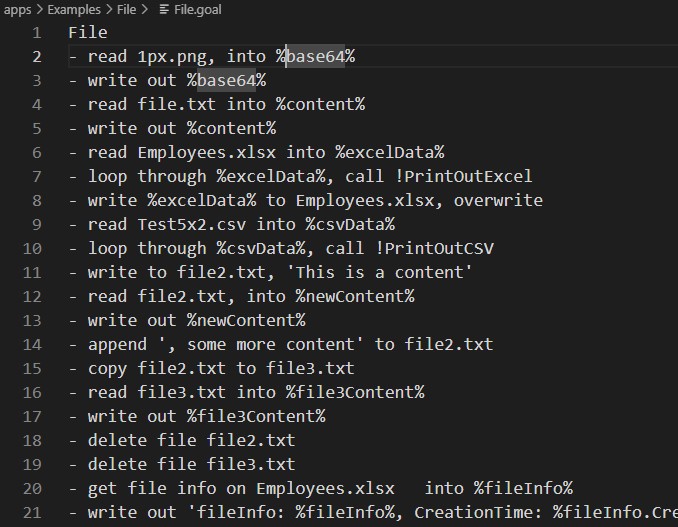 apps > Examples > File > File.goal
1 File
2 - read 1px.png, into %base64%
3 - write out %base64%
4 - read file.txt into %content%
5 - write out %content%
6 - read Employees.xlsx into %excelData%
7 - loop through %excelData%, call !PrintOutExcel
8 - write %excelData% to Employees.xlsx, overwrite
9 - read Test5x2.csv into %csvData%
10 - loop through %csvData%, call !PrintOutCSV
11 - write to file2.txt, 'This is a content'
12 - read file2.txt, into %newContent%
13 - write out %newContent%
14 - append ', some more content' to file2.txt
15 - copy file2.txt to file3.txt
16 - read file3.txt into %file3Content%
17 - write out %file3Content%
18 - delete file file2.txt
19 - delete file file3.txt
20 - get file info on Employees.xlsx   into %fileInfo%
21 - write out 'fileInfo: %fileInfo%, CreationTime: %fileInfo.Cre